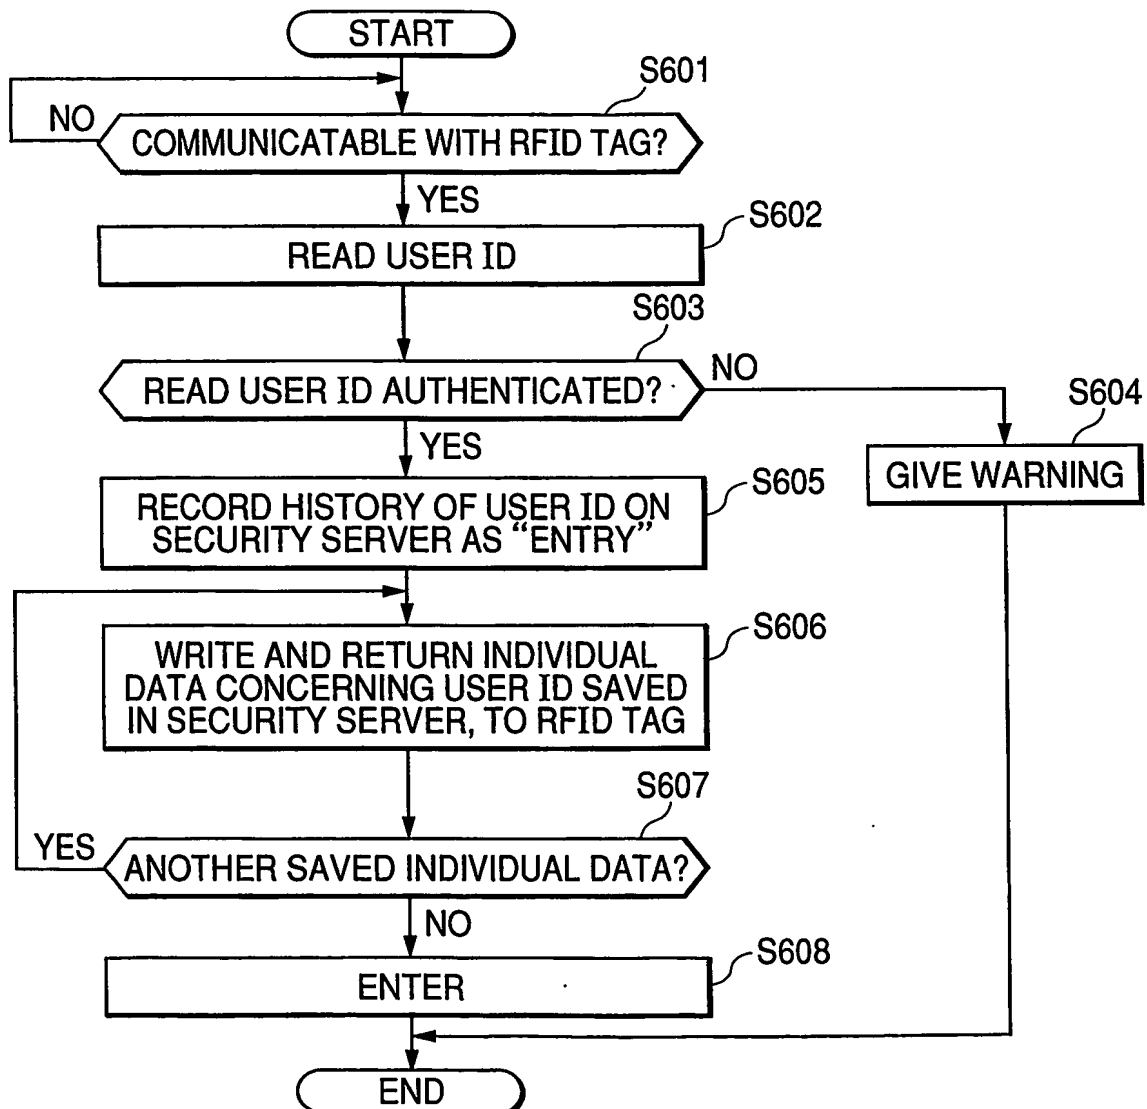 START
S601
NO
COMMUNICATABLE WITH RFID TAG?
YES
S602
READ USER ID
S603
READ USER ID AUTHENTICATED?
NO
S604
YES
GIVE WARNING
S605
RECORD HISTORY OF USER ID ON
SECURITY SERVER AS “ENTRY”
S606
WRITE AND RETURN INDIVIDUAL
DATA CONCERNING USER ID SAVED
IN SECURITY SERVER, TO RFID TAG
S607
YES
ANOTHER SAVED INDIVIDUAL DATA?
NO
S608
ENTER
END